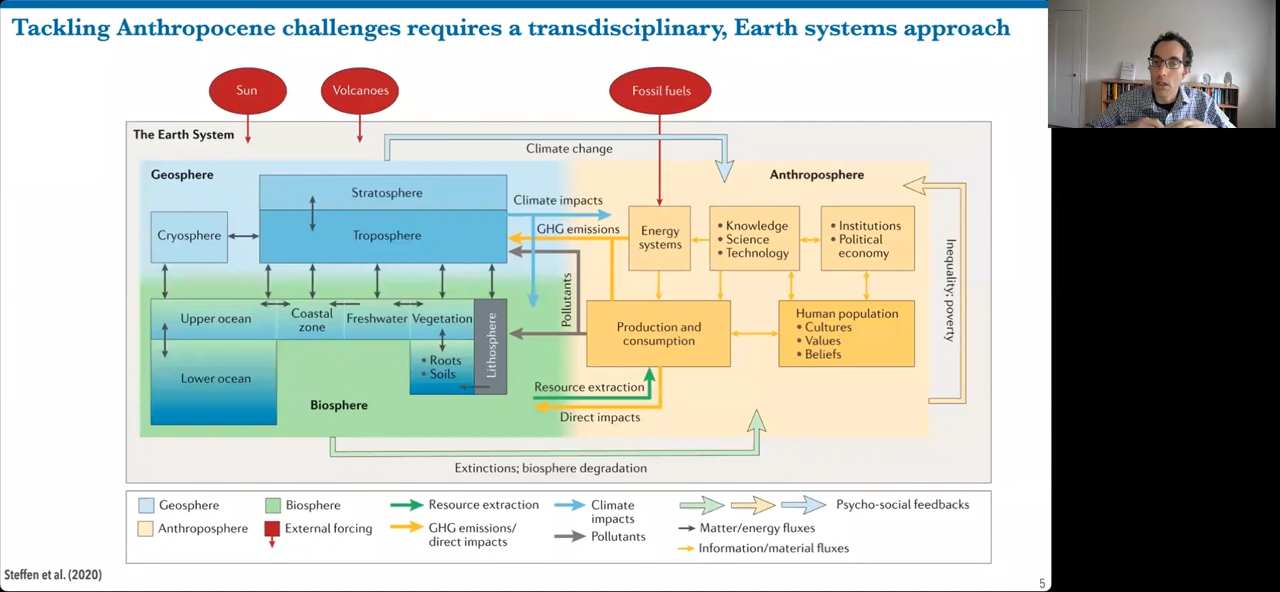 Tackling Anthropocene challenges requires a transdisciplinary, Earth systems approach
Sun
Volcanoes
Fossil fuels
The Earth System
Climate change
Geosphere
Anthroposphere
Stratosphere
Troposphere
Cryosphere
Climate impacts
GHG emissions
Energy
systems
• Knowledge
• Science
• Technology
• Institutions
• Political
economy
Pollutants
Inequality; poverty
Upper ocean
Coastal
zone
Freshwater
Vegetation
Lithosphere
• Roots
• Soils
Lower ocean
Biosphere
Production and
consumption
Human population
• Cultures
• Values
• Beliefs
Resource extraction
Direct impacts
Extinctions; biosphere degradation
Geosphere
Biosphere
Resource extraction
Climate
impacts
Psycho-social feedbacks
Anthroposphere
External forcing
GHG emissions/
direct impacts
Pollutants
Matter/energy fluxes
Information/material fluxes
Steffen et al. (2020)
5